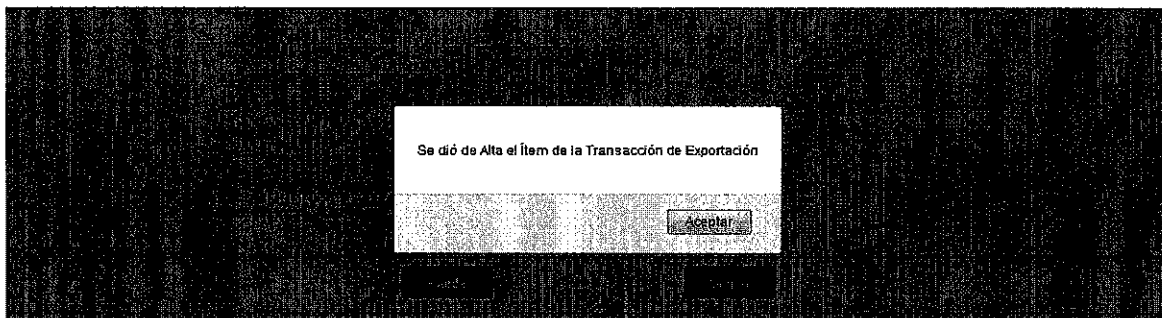 Se dió de Alta el Ítem de la Transacción de Exportación
Aceptar